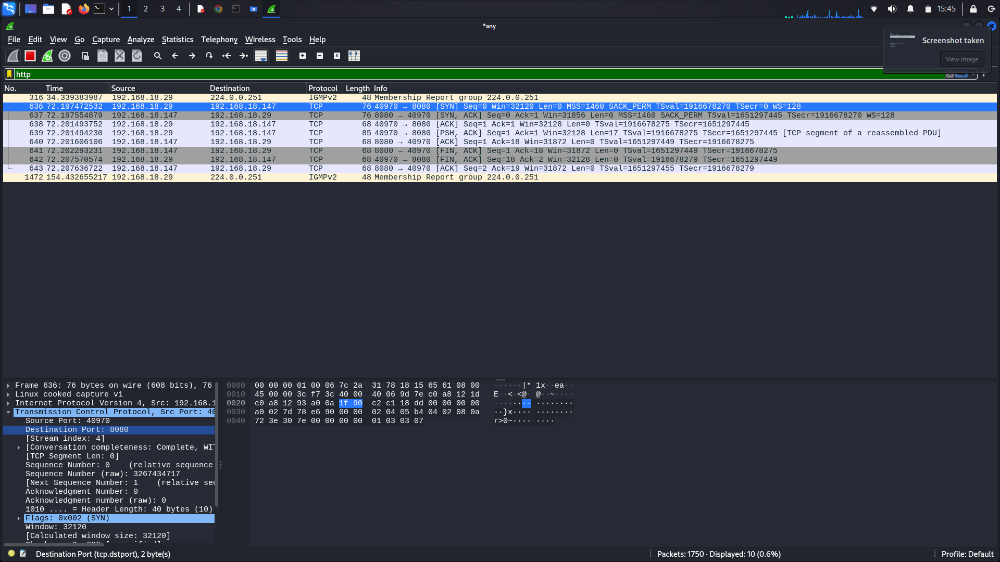 1 2 3 4 15:45
*any
File Edit View Go Capture Analyze Statistics Telephony Wireless Tools Help
Screenshot taken
View image
http
No. Time Source Destination Protocol Length Info
316 34.339383987 192.168.18.29 224.0.0.251 IGMPv2 48 Membership Report group 224.0.0.251
636 72.197472532 192.168.18.29 192.168.18.147 TCP 76 40970 → 8080 [SYN] Seq=0 Win=32120 Len=0 MSS=1460 SACK_PERM TSval=1916678270 TSecr=0 WS=128
637 72.197554879 192.168.18.147 192.168.18.29 TCP 76 8080 → 40970 [SYN, ACK] Seq=0 Ack=1 Win=31856 Len=0 MSS=1460 SACK_PERM TSval=1651297445 TSecr=1916678270 WS=128
638 72.201493752 192.168.18.29 192.168.18.147 TCP 68 40970 → 8080 [ACK] Seq=1 Ack=1 Win=32128 Len=0 TSval=1916678275 TSecr=1651297445
639 72.201494230 192.168.18.29 192.168.18.147 TCP 85 40970 → 8080 [PSH, ACK] Seq=1 Ack=1 Win=32128 Len=17 TSval=1916678275 TSecr=1651297445 [TCP segment of a reassembled PDU]
640 72.201606106 192.168.18.147 192.168.18.29 TCP 68 8080 → 40970 [ACK] Seq=1 Ack=18 Win=31872 Len=0 TSval=1651297449 TSecr=1916678275
641 72.202293231 192.168.18.147 192.168.18.29 TCP 68 8080 → 40970 [FIN, ACK] Seq=1 Ack=18 Win=31872 Len=0 TSval=1651297449 TSecr=1916678275
642 72.207570574 192.168.18.29 192.168.18.147 TCP 68 40970 → 8080 [FIN, ACK] Seq=18 Ack=2 Win=32128 Len=0 TSval=1916678279 TSecr=1651297449
643 72.207636722 192.168.18.147 192.168.18.29 TCP 68 8080 → 40970 [ACK] Seq=2 Ack=19 Win=31872 Len=0 TSval=1651297455 TSecr=1916678279
1472 154.432655217 192.168.18.29 224.0.0.251 IGMPv2 48 Membership Report group 224.0.0.251
Frame 636: 76 bytes on wire (608 bits), 76
Linux cooked capture v1
Internet Protocol Version 4, Src: 192.168.1
Transmission Control Protocol, Src Port: 40
Source Port: 40970
Destination Port: 8080
[Stream index: 4]
[Conversation completeness: Complete, WIT
[TCP Segment Len: 0]
Sequence Number: 0 (relative sequence
Sequence Number (raw): 3267434717
[Next Sequence Number: 1 (relative seq
Acknowledgment Number: 0
Acknowledgment number (raw): 0
1010 .... = Header Length: 40 bytes (10)
Flags: 0x002 (SYN)
Window: 32120
[Calculated window size: 32120]
0000 00 00 00 01 00 06 7c 2a 31 78 18 15 65 61 08 00 ······|* 1x··ea··
0010 45 00 00 3c f7 3c 40 00 40 06 9d 7e c0 a8 12 1d E··<·<@· @··~····
0020 c0 a8 12 93 a0 0a 1f 90 c2 c1 18 dd 00 00 00 00 ········ ········
0030 a0 02 7d 78 e6 90 00 00 02 04 05 b4 04 02 08 0a ··}x···· ········
0040 72 3e 30 7e 00 00 00 00 01 03 03 07 r>0~···· ····
Destination Port (tcp.dstport), 2 byte(s)
Packets: 1750 · Displayed: 10 (0.6%)
Profile: Default